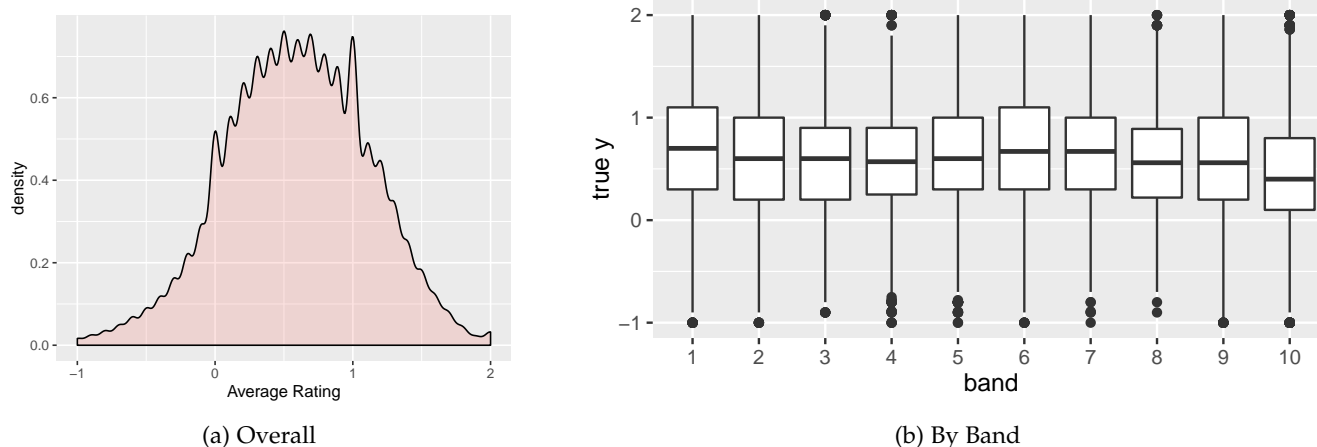 density
0.6
0.4
0.2
0.0
−1
0
1
2
Average Rating
(a) Overall
true y
2
1
0
−1
1 2 3 4 5 6 7 8 9 10
band
(b) By Band